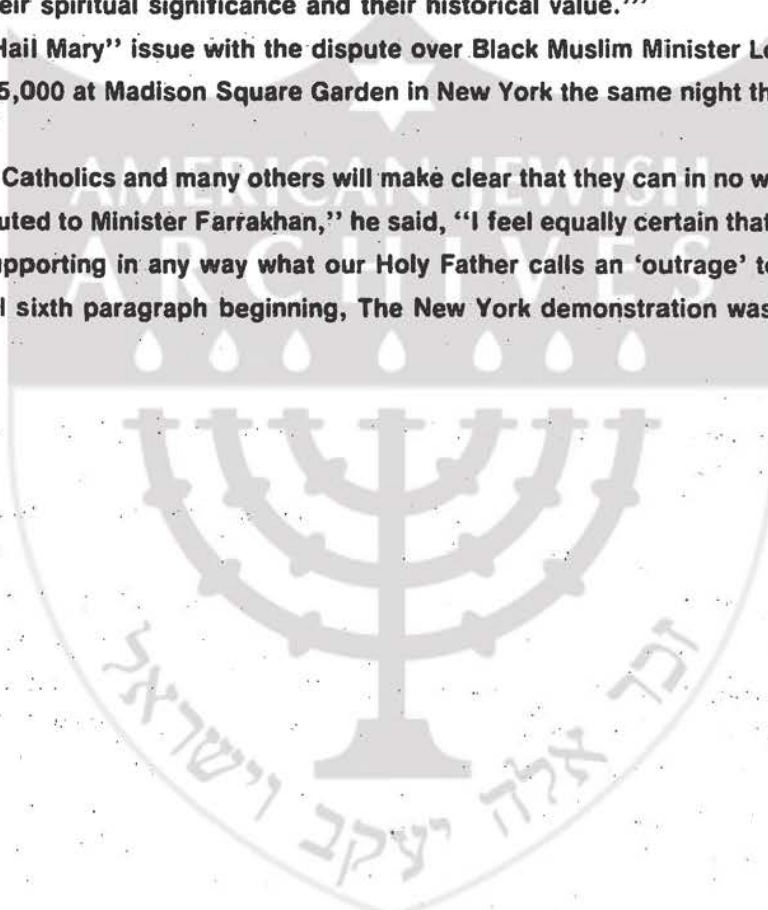 eir spiritual significance and their historical value.'"
Hail Mary" issue with the dispute over Black Muslim Minister L
5,000 at Madison Square Garden in New York the same night th
AMERICAN JEWISH
Catholics and many others will make clear that they can in no w
uted to Minister Farrakhan," he said, "I feel equally certain that
ARCHIVES
pporting in any way what our Holy Father calls an 'outrage' t
l sixth paragraph beginning, The New York demonstration was
זכר אלה יעקב וישראל